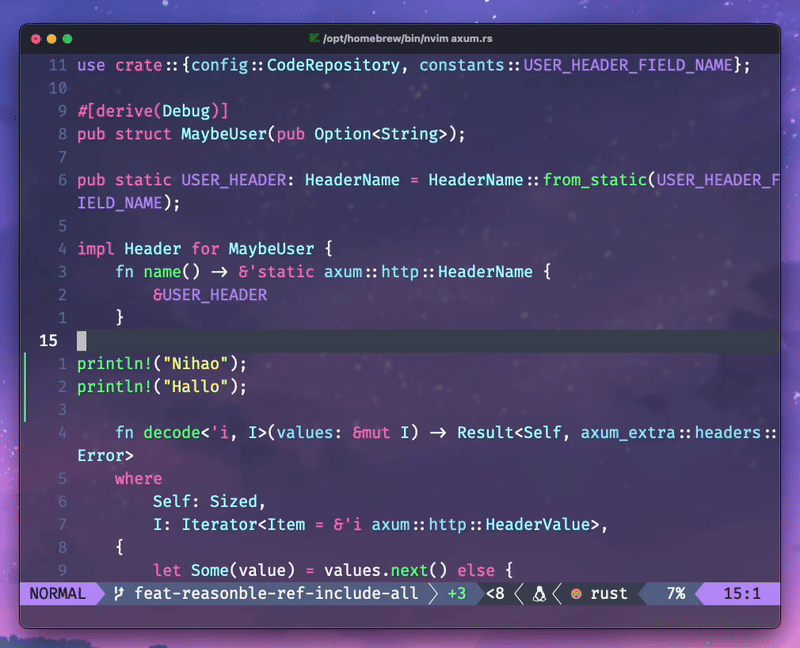 /opt/homebrew/bin/nvim axum.rs
11 use crate::{config::CodeRepository, constants::USER_HEADER_FIELD_NAME};
10
9 #[derive(Debug)]
8 pub struct MaybeUser(pub Option<String>);
7
6 pub static USER_HEADER: HeaderName = HeaderName::from_static(USER_HEADER_F
IELD_NAME);
5
4 impl Header for MaybeUser {
3     fn name() -> &'static axum::http::HeaderName {
2         &USER_HEADER
1     }
15
1 println!("Nihao");
2 println!("Hallo");
3
4     fn decode<'i, I>(values: &mut I) -> Result<Self, axum_extra::headers::
Error>
5     where
6         Self: Sized,
7         I: Iterator<Item = &'i axum::http::HeaderValue>,
8     {
9         let Some(value) = values.next() else {
NORMAL feat-reasonble-ref-include-all +3 <8 rust 7% 15:1